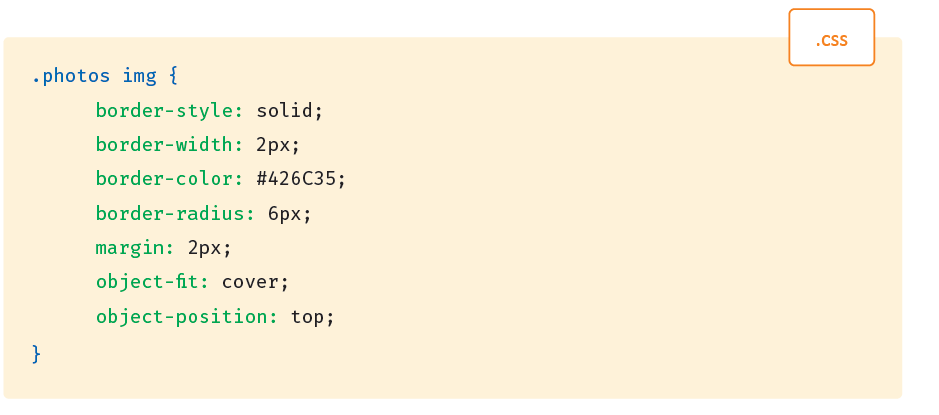 .CSS
.photos img {
border-style: solid;
border-width: 2px;
border-color: #426C35;
border-radius: 6px;
margin: 2px;
object-fit: cover;
object-position: top;
}